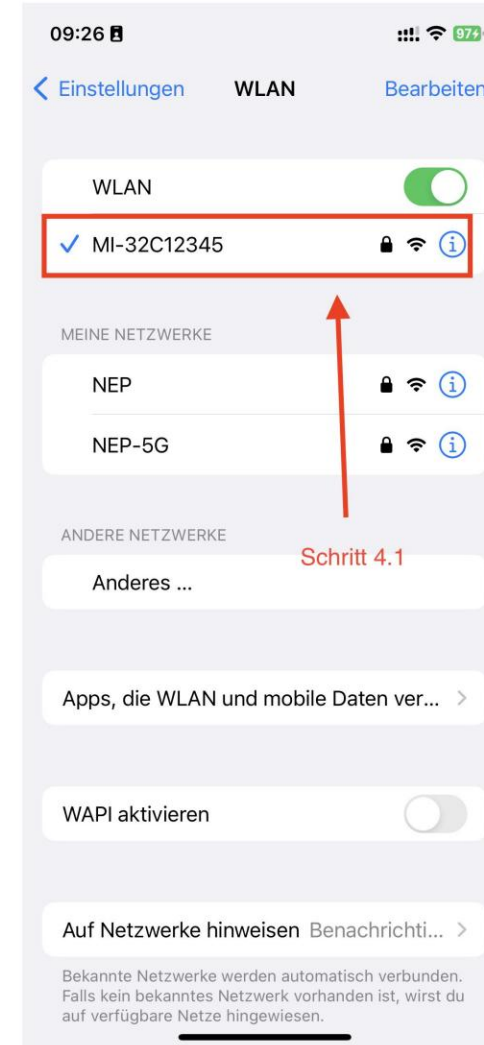 09:26
97
Einstellungen WLAN Bearbeiten
WLAN
MI-32C12345
MEINE NETZWERKE
NEP
NEP-5G
ANDERE NETZWERKE
Schritt 4.1
Anderes ...
Apps, die WLAN und mobile Daten ver...
WAPI aktivieren
Auf Netzwerke hinweisen Benachrichti...
Bekannte Netzwerke werden automatisch verbunden.
Falls kein bekanntes Netzwerk vorhanden ist, wirst du
auf verfügbare Netze hingewiesen.